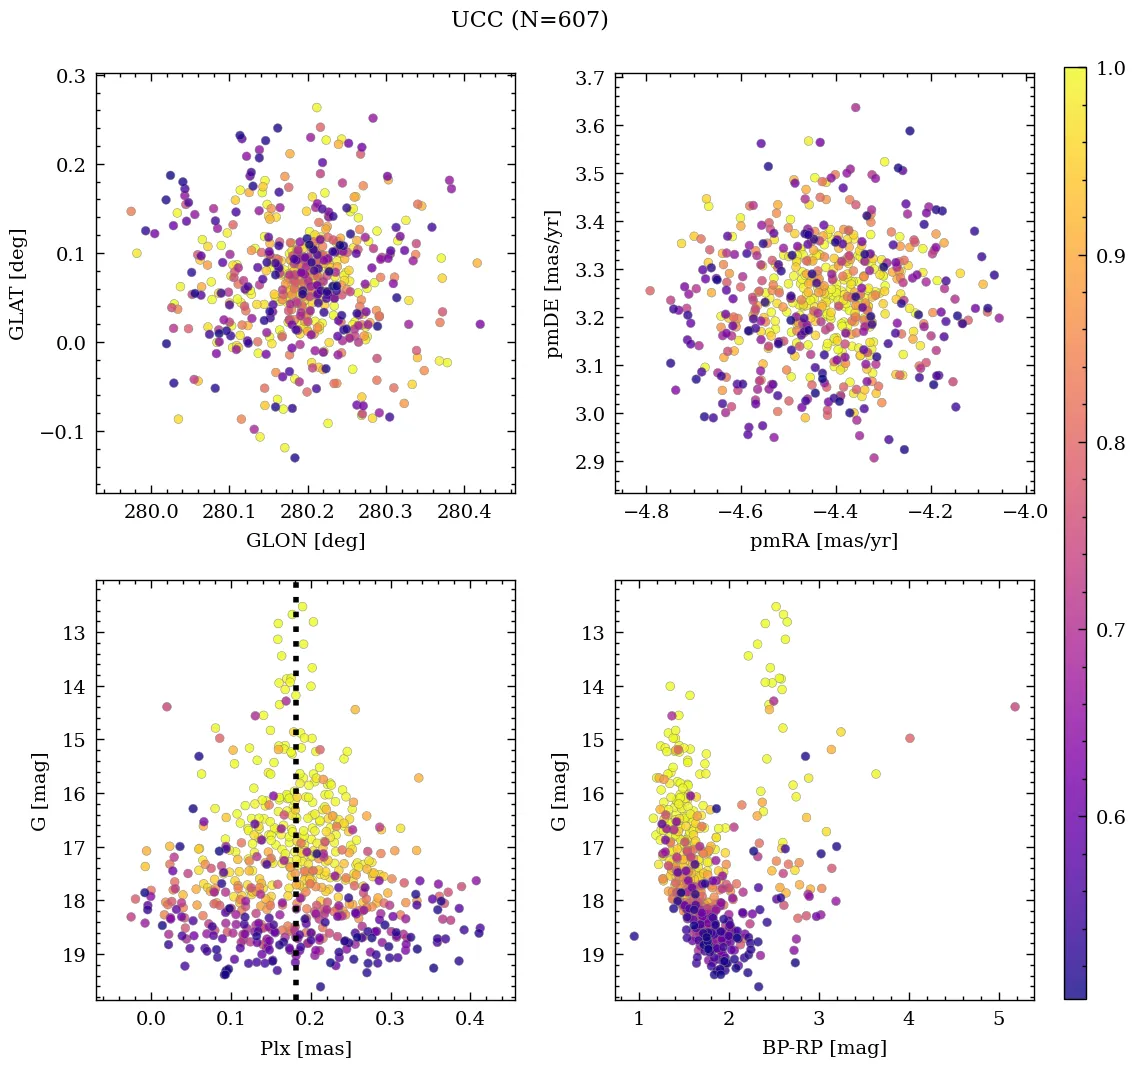 UCC (N=607)
0.3
0.2
0.1
0.0
−0.1
GLAT [deg]
280.0 280.1 280.2 280.3 280.4
GLON [deg]
3.7
3.6
3.5
3.4
3.3
3.2
3.1
3.0
2.9
pmDE [mas/yr]
−4.8 −4.6 −4.4 −4.2 −4.0
pmRA [mas/yr]
13
14
15
16
17
18
19
G [mag]
0.0 0.1 0.2 0.3 0.4
Plx [mas]
13
14
15
16
17
18
19
G [mag]
1 2 3 4 5
BP-RP [mag]
1.0
0.9
0.8
0.7
0.6